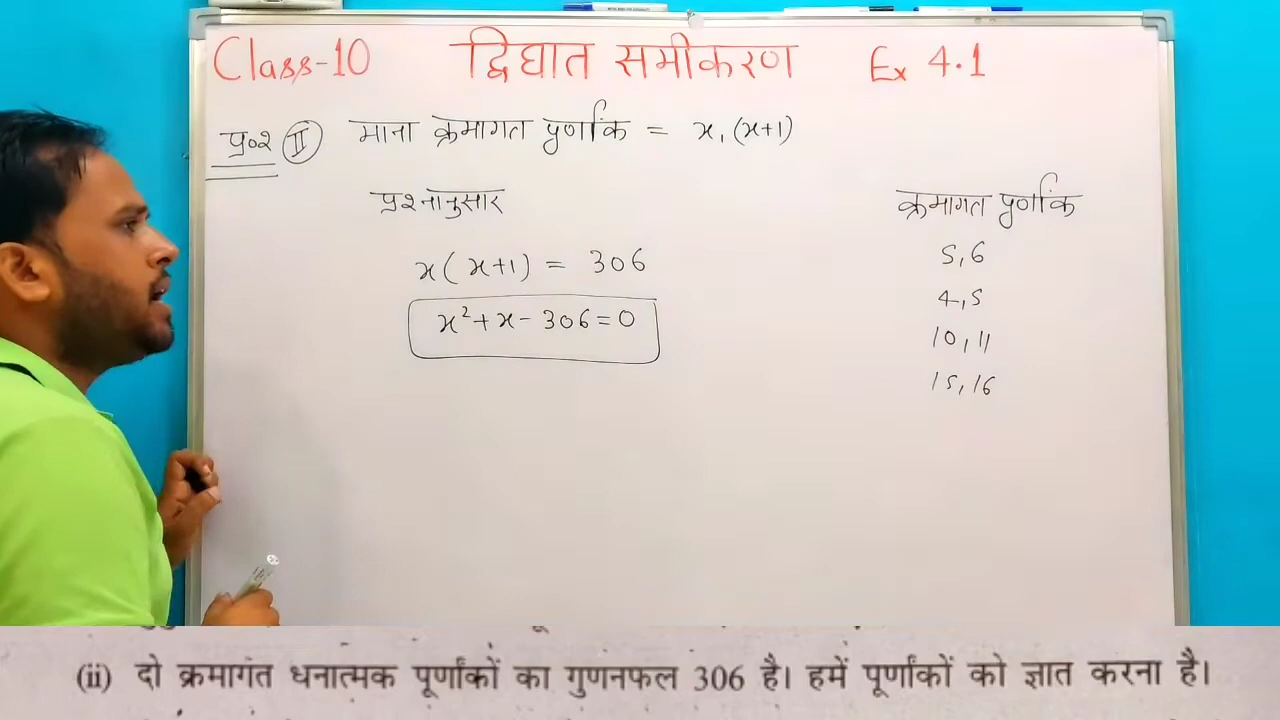 Class-10 द्विघात समीकरण Ex 4.1
प्र०२ (II) माना क्रमागत पूर्णांक = x, (x+1)
प्रश्नानुसार
x(x+1) = 306
x²+x-306=0
क्रमागत पूर्णांक
5,6
4,5
10,11
15,16
(ii) दो क्रमागत धनात्मक पूर्णांकों का गुणनफल 306 है। हमें पूर्णांकों को ज्ञात करना है।